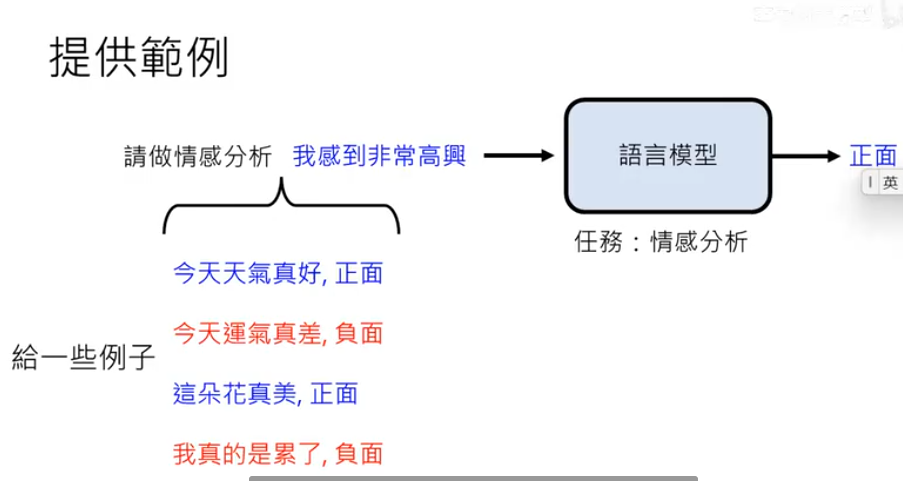 提供範例
請做情感分析 我感到非常高興
語言模型
正面
英
任務：情感分析
今天天氣真好, 正面
今天運氣真差, 負面
給一些例子
這朵花真美, 正面
我真的是累了, 負面